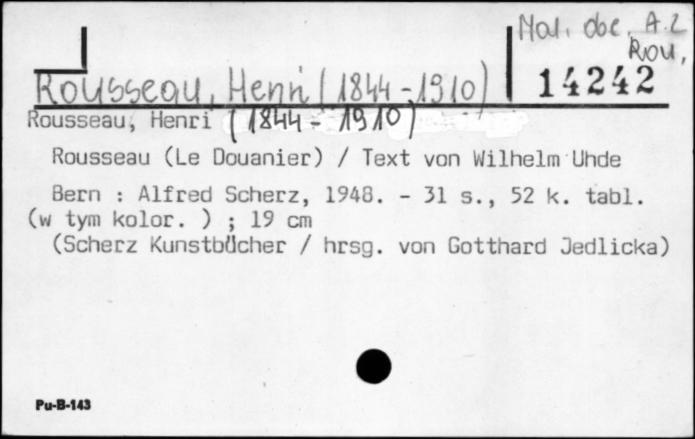 Mal. obc. A.Z
Rou.
Rousseau, Henri (1844-1910)
14242
Rousseau, Henri (1844-1910)
Rousseau (Le Douanier) / Text von Wilhelm Uhde
Bern : Alfred Scherz, 1948. - 31 s., 52 k. tabl.
(w tym kolor. ) ; 19 cm
(Scherz Kunstbücher / hrsg. von Gotthard Jedlicka)
Pu-B-143